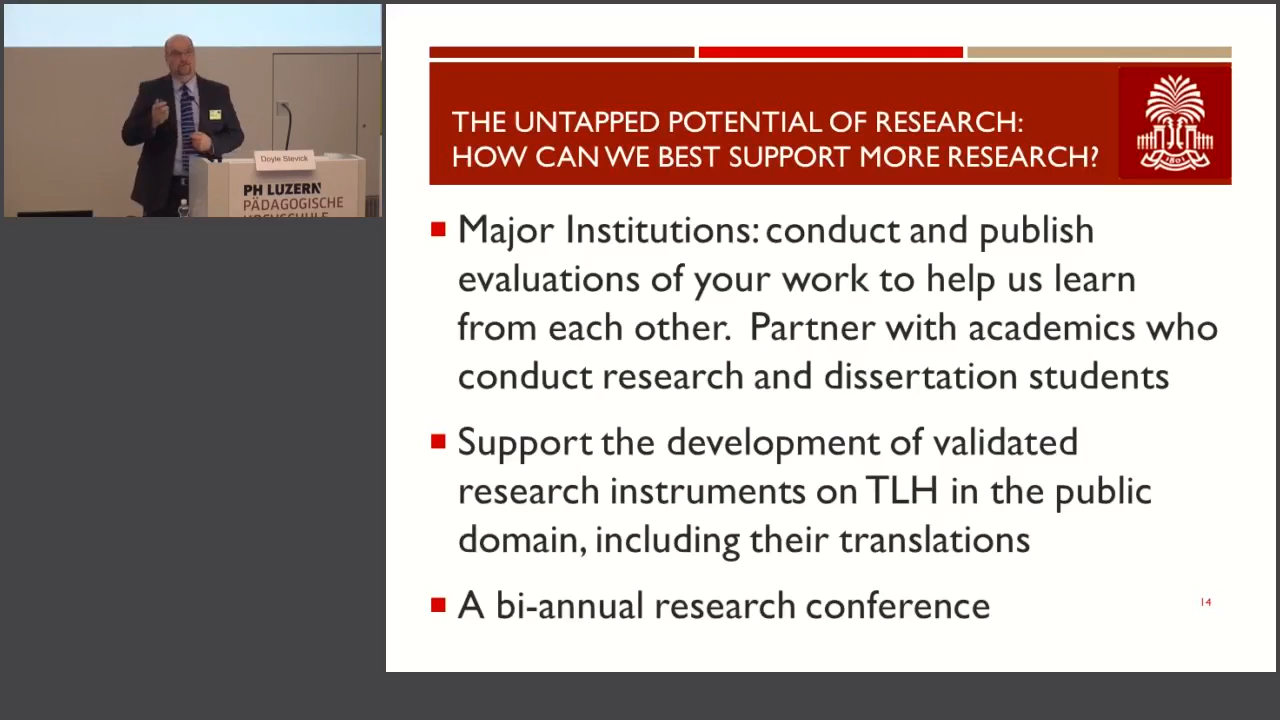 Doyle Stevick
PH LUZERN
PÄDAGOGISCHE
HOCHSCHULE
THE UNTAPPED POTENTIAL OF RESEARCH:
HOW CAN WE BEST SUPPORT MORE RESEARCH?
1801
Major Institutions: conduct and publish
evaluations of your work to help us learn
from each other. Partner with academics who
conduct research and dissertation students
Support the development of validated
research instruments on TLH in the public
domain, including their translations
A bi-annual research conference
14